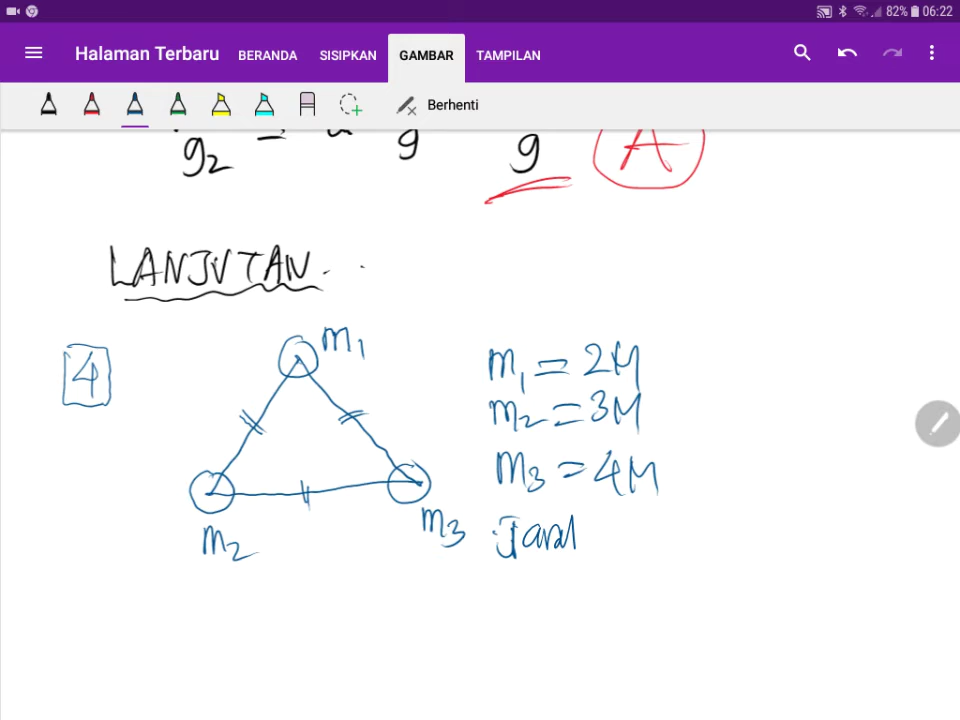 82% 06:22
Halaman Terbaru BERANDA SISIPKAN GAMBAR TAMPILAN
Berhenti
g2 = g g A
LANJUTAN...
4
m1
m2
m3
m1 = 2M
m2 = 3M
m3 = 4M